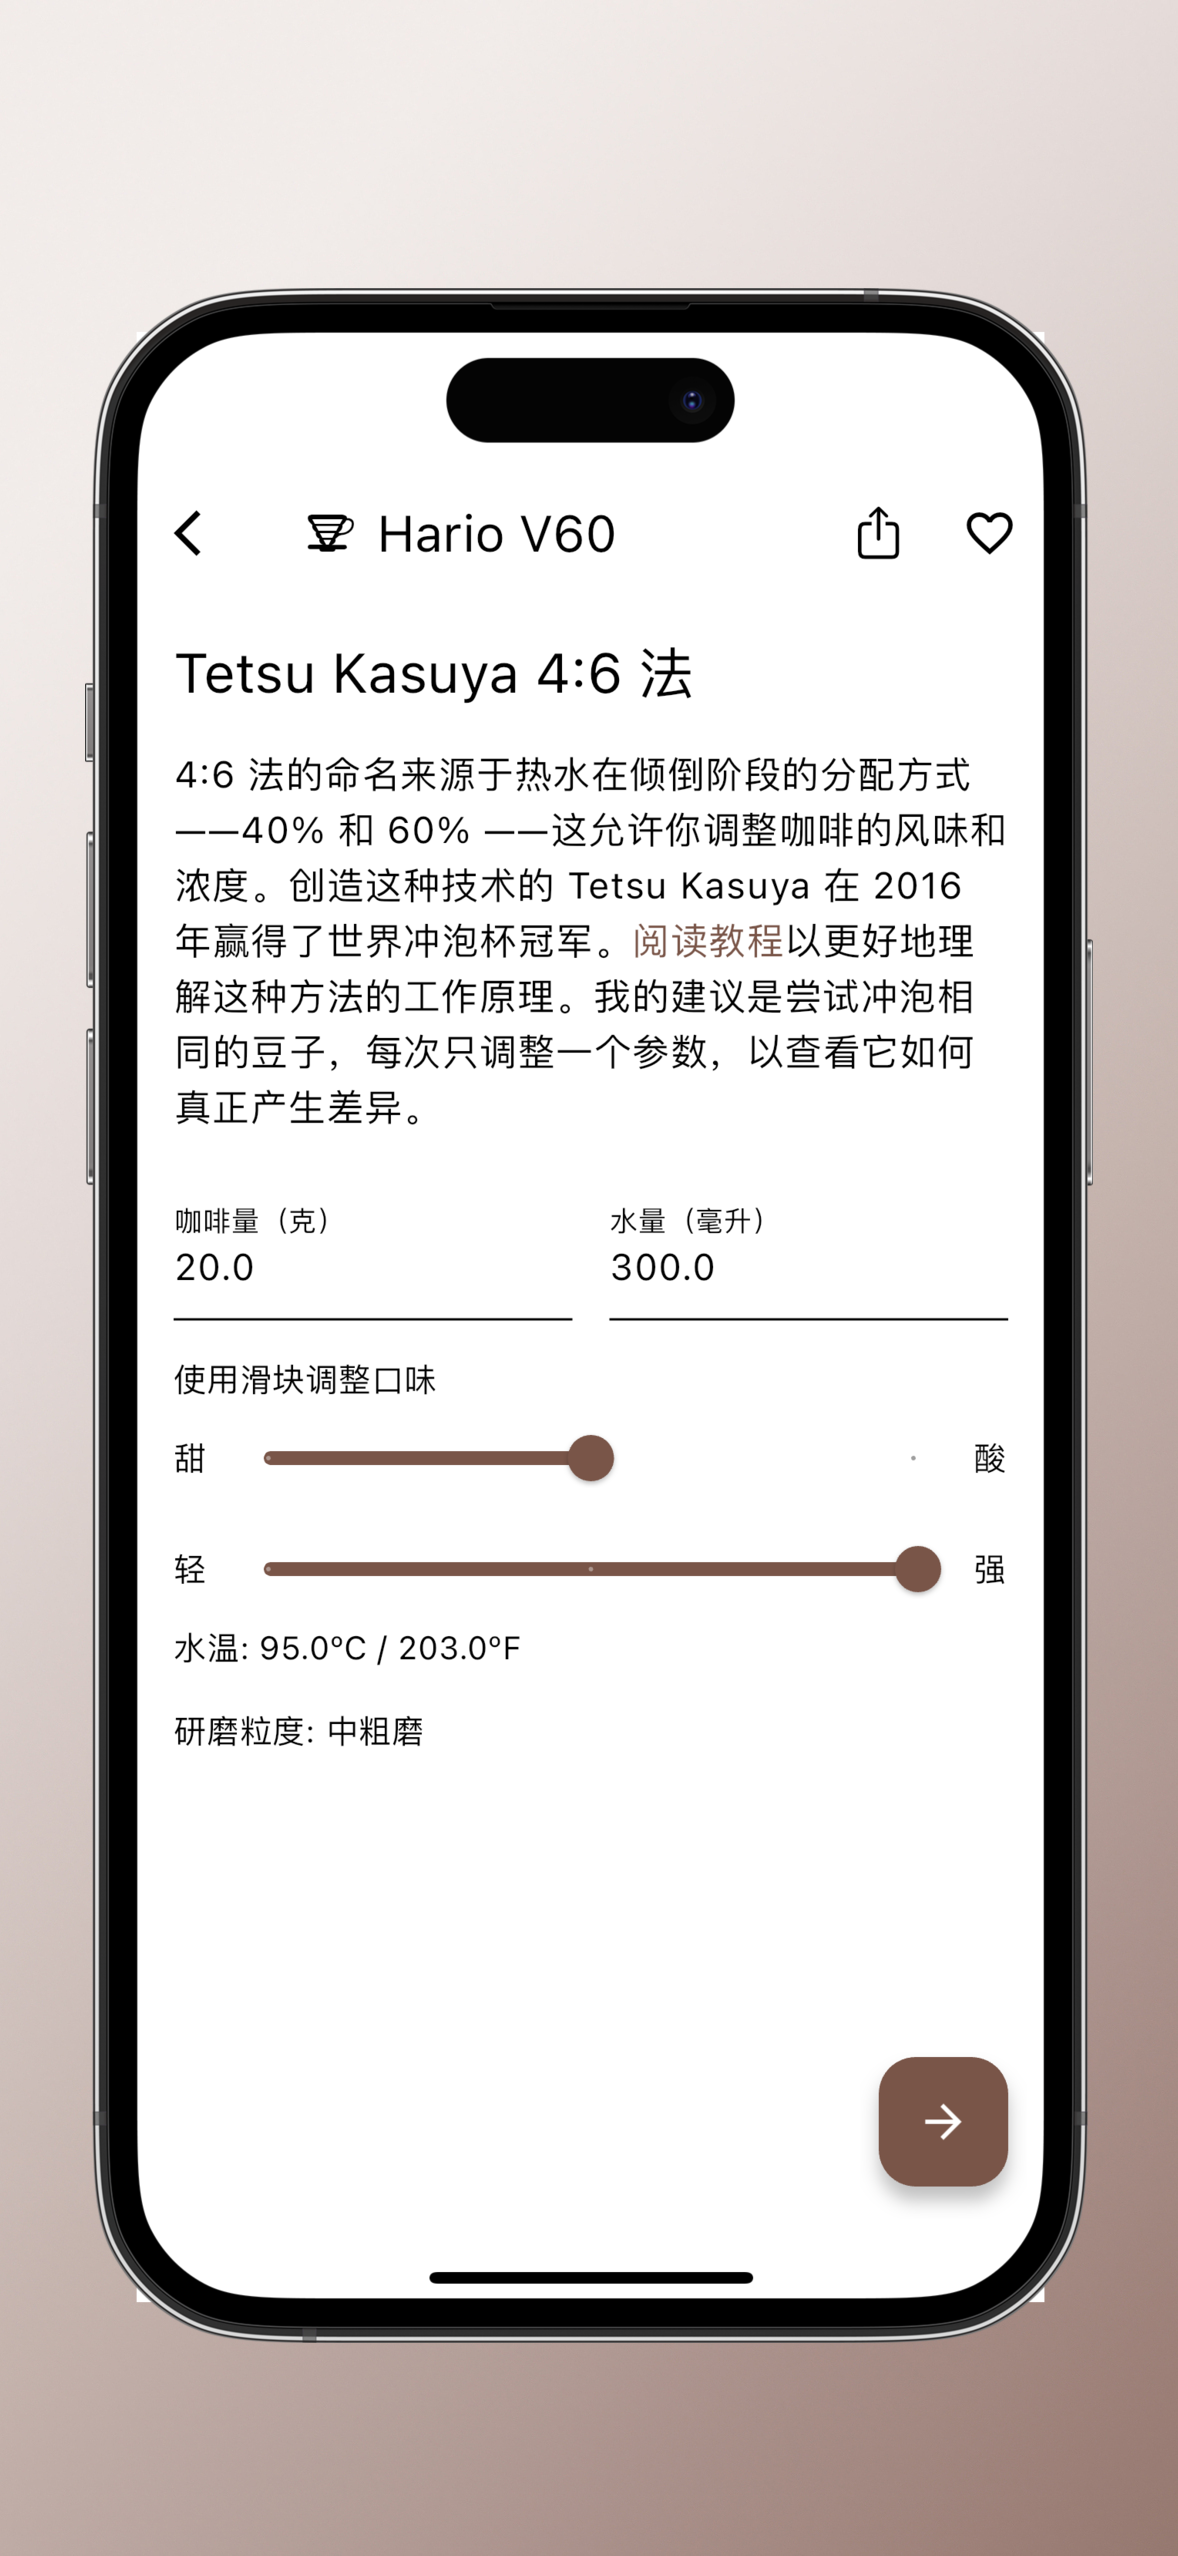 Hario V60
Tetsu Kasuya 4:6 法
4:6 法的命名来源于热水在倾倒阶段的分配方式
——40% 和 60% ——这允许你调整咖啡的风味和
浓度。创造这种技术的 Tetsu Kasuya 在 2016
年赢得了世界冲泡杯冠军。阅读教程以更好地理
解这种方法的工作原理。我的建议是尝试冲泡相
同的豆子，每次只调整一个参数，以查看它如何
真正产生差异。
咖啡量（克） 水量（毫升）
20.0 300.0
使用滑块调整口味
甜 酸
轻 强
水温: 95.0ºC / 203.0ºF
研磨粒度: 中粗磨